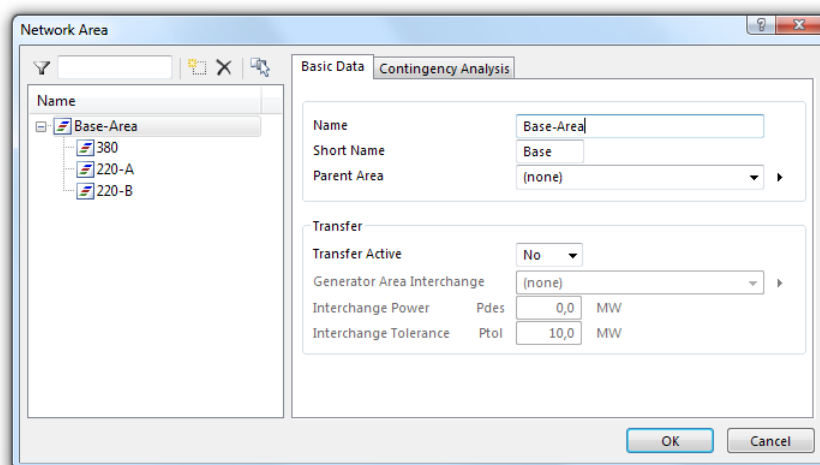 Network Area
Name
Base-Area
380
220-A
220-B
Basic Data Contingency Analysis
Name Base-Area
Short Name Base
Parent Area (none)
Transfer
Transfer Active No
Generator Area Interchange (none)
Interchange Power Pdes 0,0 MW
Interchange Tolerance Ptol 10,0 MW
OK Cancel